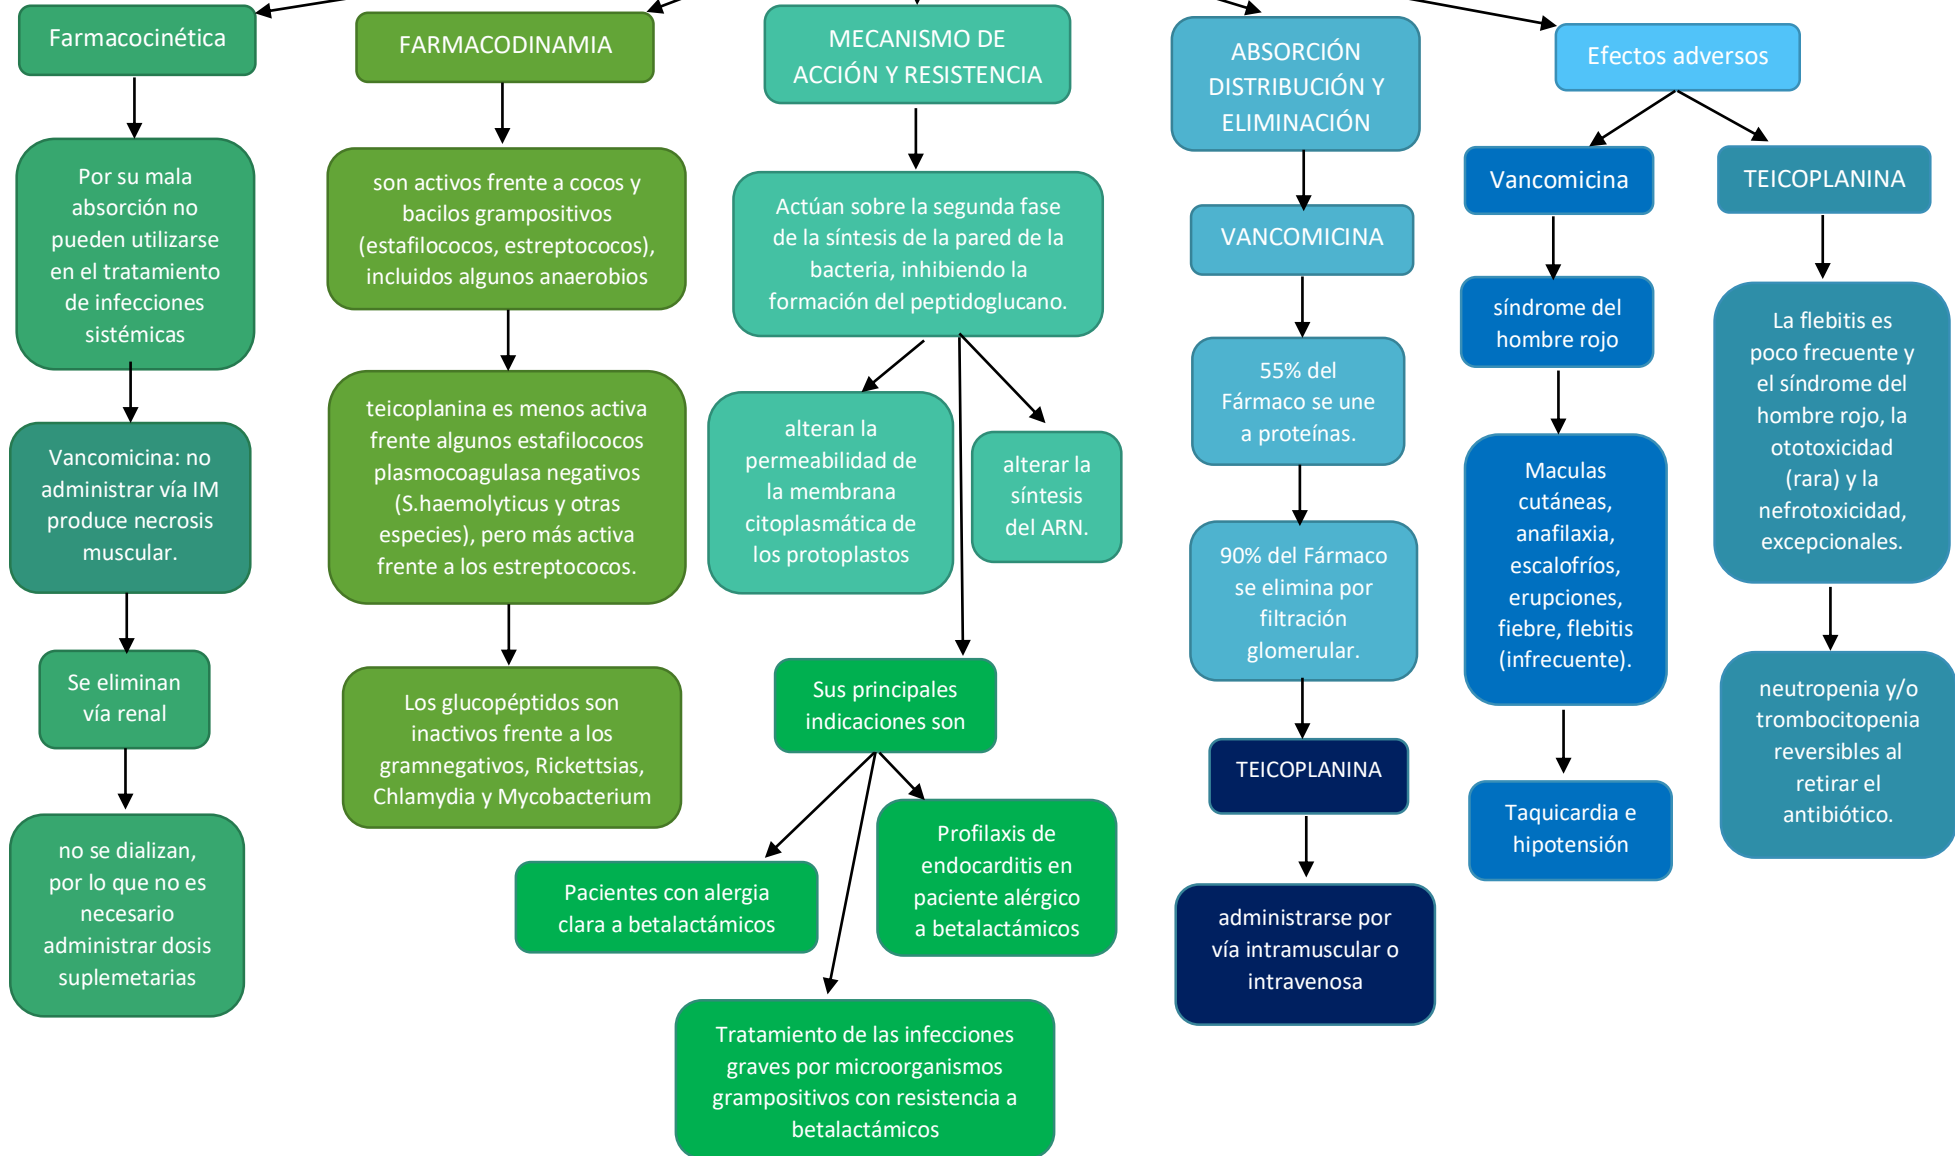 Farmacocinética
Por su mala
absorción no
pueden utilizarse
en el tratamiento
de infecciones
sistémicas
Vancomicina: no
administrar vía IM
produce necrosis
muscular.
Se eliminan
vía renal
no se dializan,
por lo que no es
necesario
administrar dosis
suplemetarias
FARMACODINAMIA
son activos frente a cocos y
bacilos grampositivos
(estafilococos, estreptococos),
incluidos algunos anaerobios
teicoplanina es menos activa
frente algunos estafilococos
plasmocoagulasa negativos
(S.haemolyticus y otras
especies), pero más activa
frente a los estreptococos.
Los glucopéptidos son
inactivos frente a los
gramnegativos, Rickettsias,
Chlamydia y Mycobacterium
MECANISMO DE
ACCIÓN Y RESISTENCIA
Actúan sobre la segunda fase
de la síntesis de la pared de la
bacteria, inhibiendo la
formación del peptidoglucano.
alteran la
permeabilidad de
la membrana
citoplasmática de
los protoplastos
alterar la
síntesis
del ARN.
Sus principales
indicaciones son
Pacientes con alergia
clara a betalactámicos
Profilaxis de
endocarditis en
paciente alérgico
a betalactámicos
Tratamiento de las infecciones
graves por microorganismos
grampositivos con resistencia a
betalactámicos
ABSORCIÓN
DISTRIBUCIÓN Y
ELIMINACIÓN
VANCOMICINA
55% del
Fármaco se une
a proteínas.
90% del Fármaco
se elimina por
filtración
glomerular.
TEICOPLANINA
administrarse por
vía intramuscular o
intravenosa
Efectos adversos
Vancomicina
síndrome del
hombre rojo
Maculas
cutáneas,
anafilaxia,
escalofríos,
erupciones,
fiebre, flebitis
(infrecuente).
Taquicardia e
hipotensión
TEICOPLANINA
La flebitis es
poco frecuente y
el síndrome del
hombre rojo, la
ototoxicidad
(rara) y la
nefrotoxicidad,
excepcionales.
neutropenia y/o
trombocitopenia
reversibles al
retirar el
antibiótico.